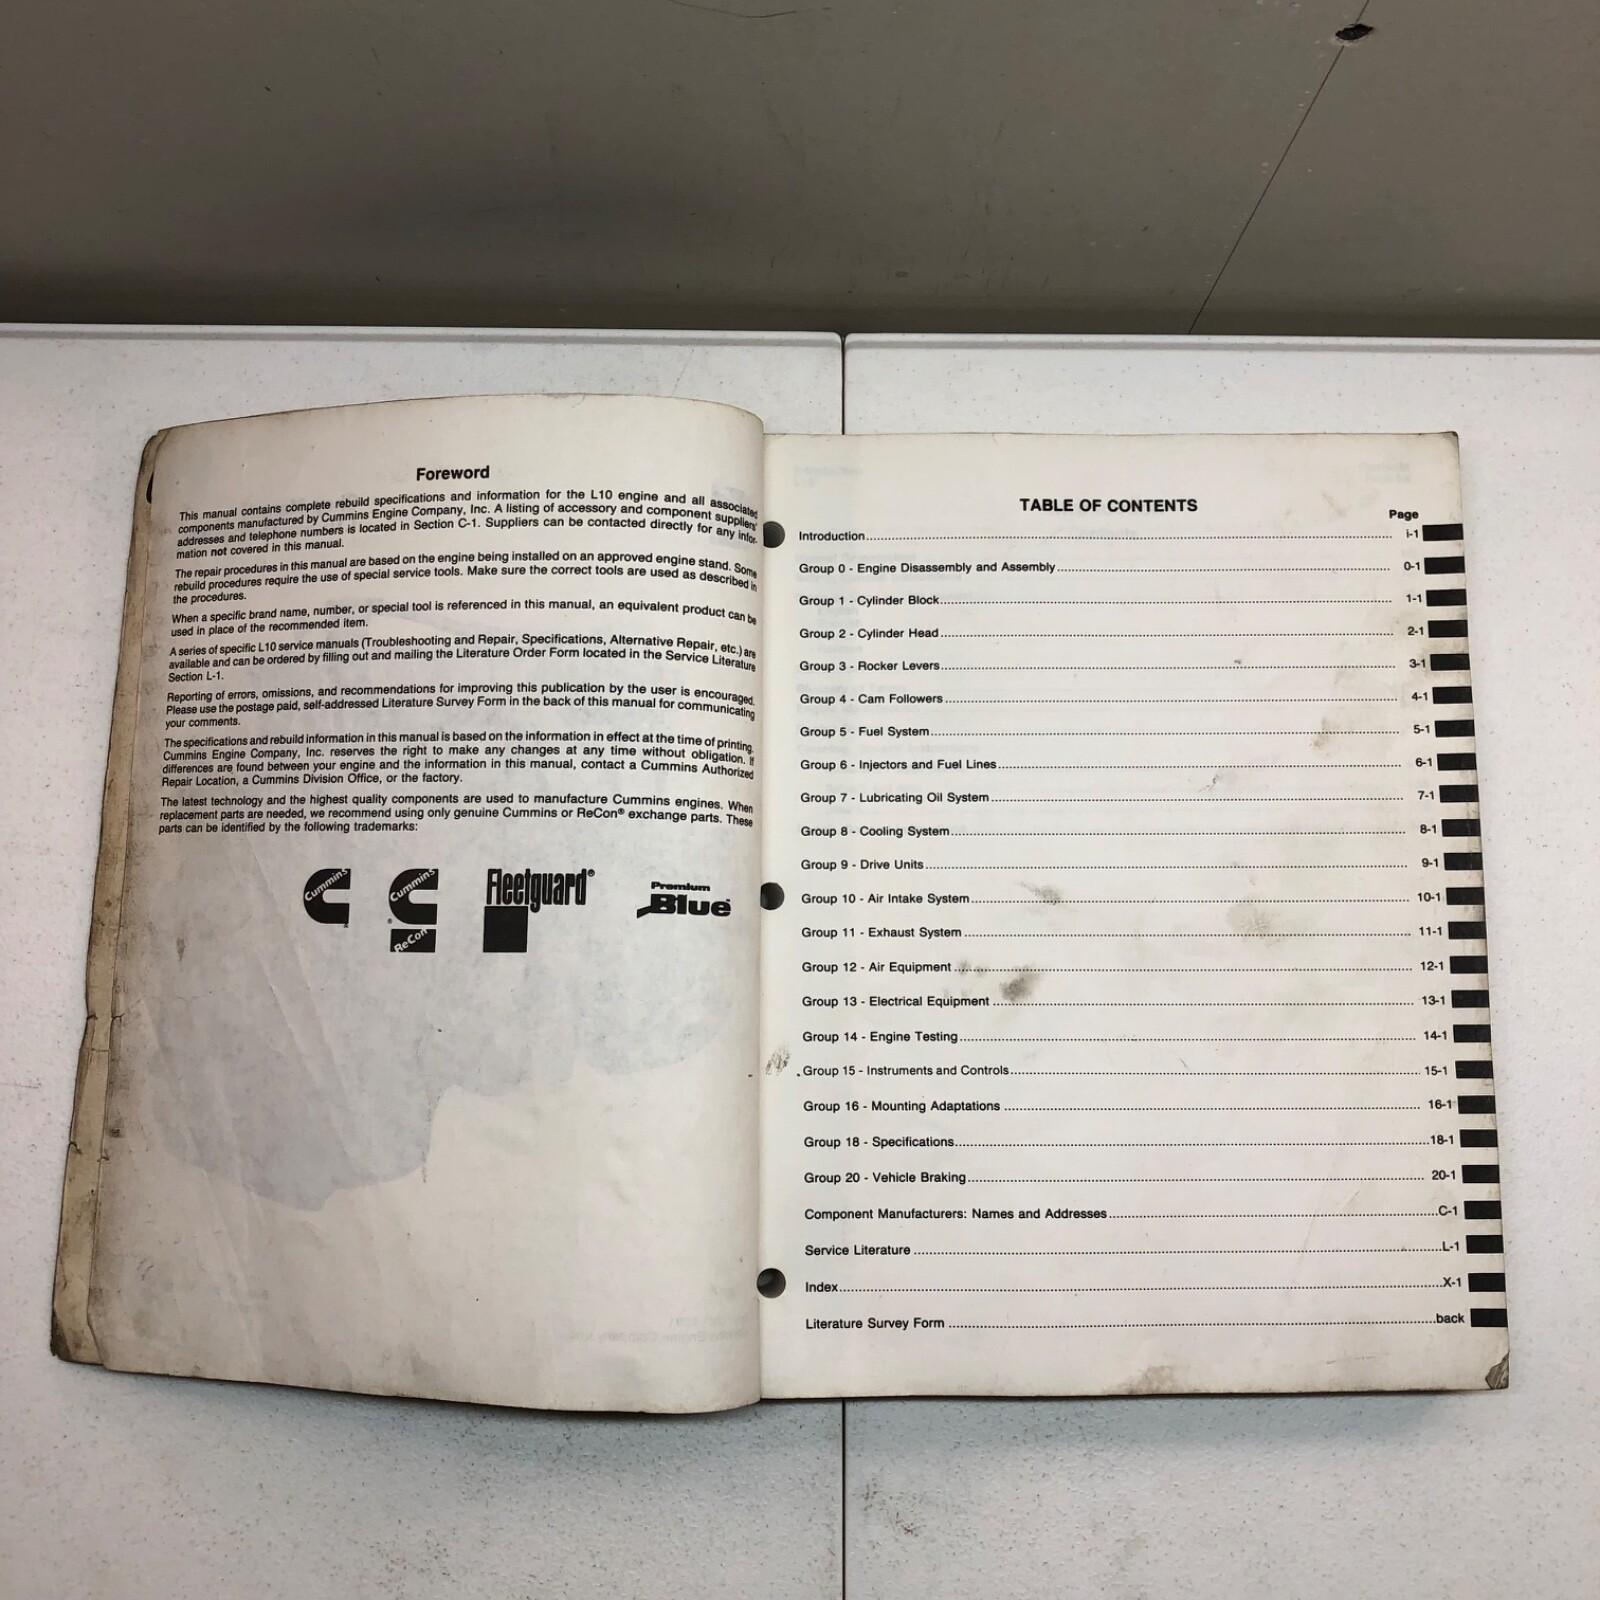 Foreword
This manual contains complete rebuild specifications and information for the L10 engine and all associated
components manufactured by Cummins Engine Company, Inc. A listing of accessory and component suppliers'
addresses and telephone numbers is located in Section C-1. Suppliers can be contacted directly for any infor-
mation not covered in this manual.
The repair procedures in this manual are based on the engine being installed on an approved engine stand. Some
rebuild procedures require the use of special service tools. Make sure the correct tools are used as described in
the procedures.
When a specific brand name, number, or special tool is referenced in this manual, an equivalent product can be
used in place of the recommended item.
A series of specific L10 service manuals (Troubleshooting and Repair, Specifications, Alternative Repair, etc.) are
available and can be ordered by filling out and mailing the Literature Order Form located in the Service Literature
Section L-1.
Reporting of errors, omissions, and recommendations for improving this publication by the user is encouraged.
Please use the postage paid, self-addressed Literature Survey Form in the back of this manual for communicating
your comments.
The specifications and rebuild information in this manual is based on the information in effect at the time of printing.
Cummins Engine Company, Inc. reserves the right to make any changes at any time without obligation. If
differences are found between your engine and the information in this manual, contact a Cummins Authorized
Repair Location, a Cummins Division Office, or the factory.
The latest technology and the highest quality components are used to manufacture Cummins engines. When
replacement parts are needed, we recommend using only genuine Cummins or ReCon® exchange parts. These
parts can be identified by the following trademarks:
Cummins
Cummins
® ReCon
Fleetguard®
Premium
Blue
TABLE OF CONTENTS
Page
Introduction i-1
Group 0 - Engine Disassembly and Assembly 0-1
Group 1 - Cylinder Block 1-1
Group 2 - Cylinder Head 2-1
Group 3 - Rocker Levers 3-1
Group 4 - Cam Followers 4-1
Group 5 - Fuel System 5-1
Group 6 - Injectors and Fuel Lines 6-1
Group 7 - Lubricating Oil System 7-1
Group 8 - Cooling System 8-1
Group 9 - Drive Units 9-1
Group 10 - Air Intake System 10-1
Group 11 - Exhaust System 11-1
Group 12 - Air Equipment 12-1
Group 13 - Electrical Equipment 13-1
Group 14 - Engine Testing 14-1
Group 15 - Instruments and Controls 15-1
Group 16 - Mounting Adaptations 16-1
Group 18 - Specifications 18-1
Group 20 - Vehicle Braking 20-1
Component Manufacturers: Names and Addresses C-1
Service Literature L-1
Index X-1
Literature Survey Form back